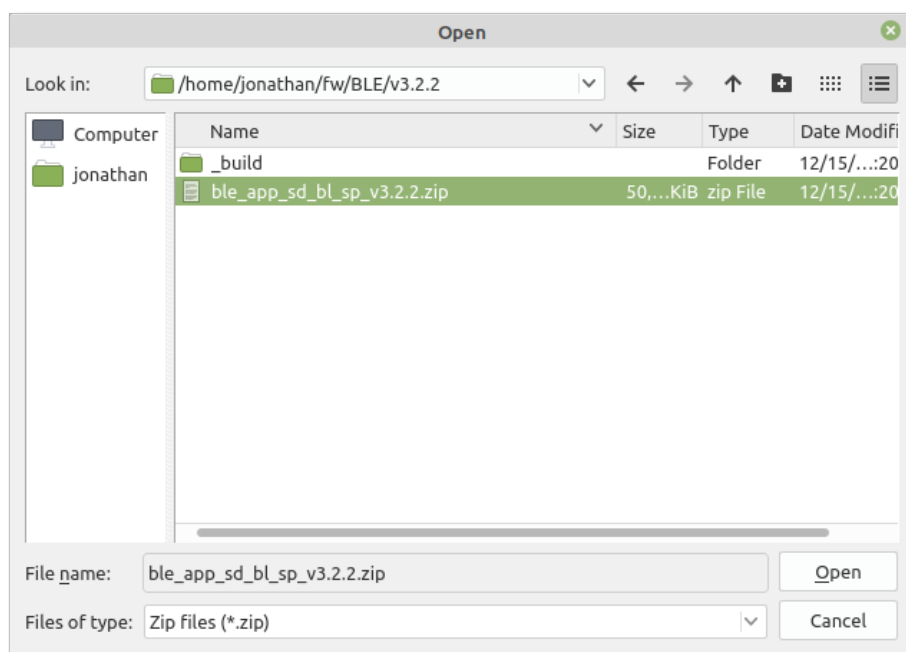 Open
Look in: /home/jonathan/fw/BLE/v3.2.2
Computer
jonathan
Name Size Type Date Modifi
_build Folder 12/15/...:20
ble_app_sd_bl_sp_v3.2.2.zip 50,...KiB zip File 12/15/...:20
File name: ble_app_sd_bl_sp_v3.2.2.zip Open
Files of type: Zip files (*.zip) Cancel